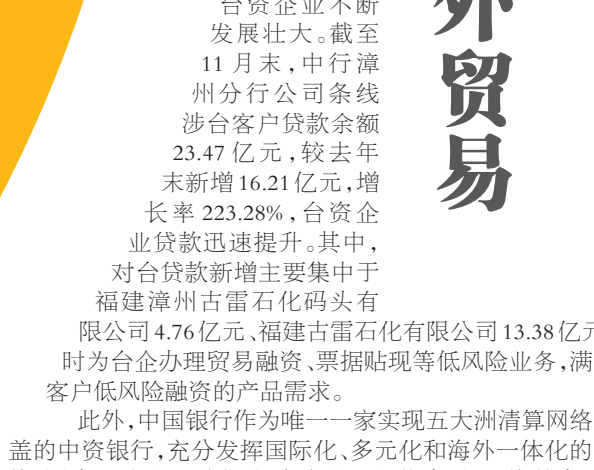 外贸易
台资企业不断
发展壮大。截至
11 月末，中行漳
州分行公司条线
涉台客户贷款余额
23.47 亿元，较去年
末新增 16.21 亿元，增
长率 223.28%，台资企
业贷款迅速提升。其中，
对台贷款新增主要集中于
福建漳州古雷石化码头有
限公司 4.76 亿元、福建古雷石化有限公司 13.38 亿元
时为台企办理贸易融资、票据贴现等低风险业务，满
客户低风险融资的产品需求。
此外，中国银行作为唯一一家实现五大洲清算网络
盖的中资银行，充分发挥国际化、多元化和海外一体化的